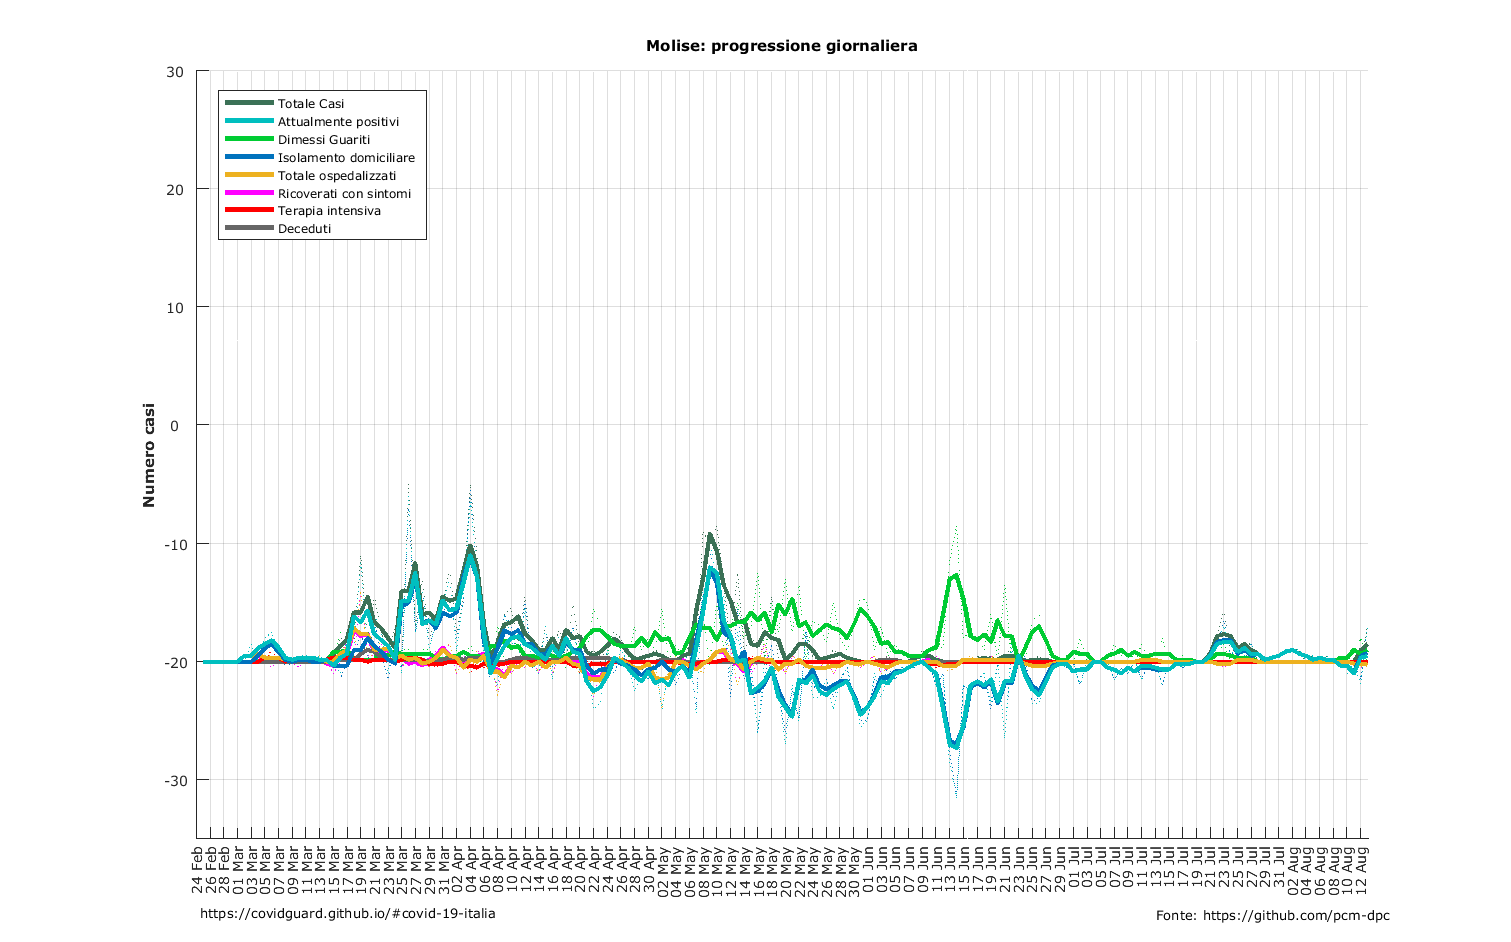 Molise: progressione giornaliera
30
20
10
0
-10
-20
-30
Numero casi
Totale Casi
Attualmente positivi
Dimessi Guariti
Isolamento domiciliare
Totale ospedalizzati
Ricoverati con sintomi
Terapia intensiva
Deceduti
24 Feb
26 Feb
28 Feb
01 Mar
03 Mar
05 Mar
07 Mar
09 Mar
11 Mar
13 Mar
15 Mar
17 Mar
19 Mar
21 Mar
23 Mar
25 Mar
27 Mar
29 Mar
31 Mar
02 Apr
04 Apr
06 Apr
08 Apr
10 Apr
12 Apr
14 Apr
16 Apr
18 Apr
20 Apr
22 Apr
24 Apr
26 Apr
28 Apr
30 Apr
02 May
04 May
06 May
08 May
10 May
12 May
14 May
16 May
18 May
20 May
22 May
24 May
26 May
28 May
30 May
01 Jun
03 Jun
05 Jun
07 Jun
09 Jun
11 Jun
13 Jun
15 Jun
17 Jun
19 Jun
21 Jun
23 Jun
25 Jun
27 Jun
29 Jun
01 Jul
03 Jul
05 Jul
07 Jul
09 Jul
11 Jul
13 Jul
15 Jul
17 Jul
19 Jul
21 Jul
23 Jul
25 Jul
27 Jul
29 Jul
31 Jul
02 Aug
04 Aug
06 Aug
08 Aug
10 Aug
12 Aug
https://covidguard.github.io/#covid-19-italia
Fonte: https://github.com/pcm-dpc